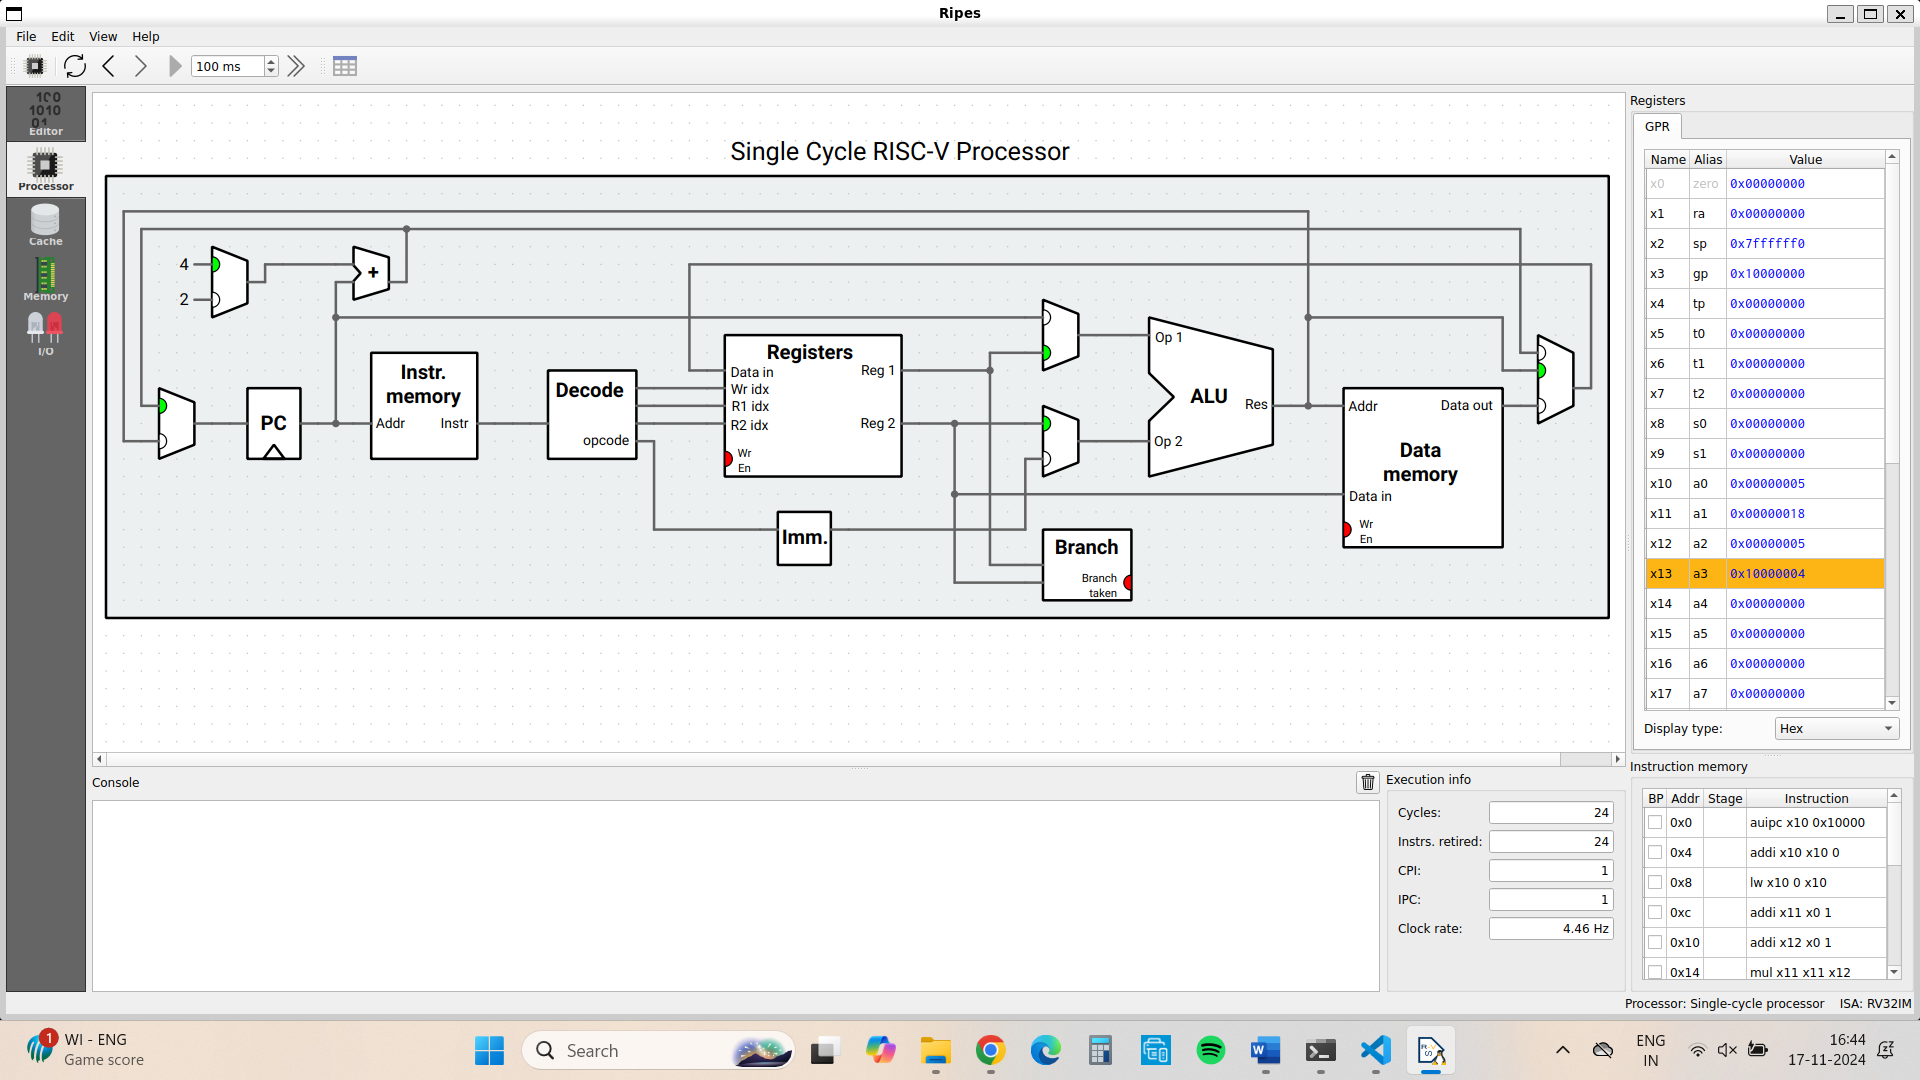 Ripes
File Edit View Help
100 ms
Editor
Processor
Cache
Memory
I/O
Single Cycle RISC-V Processor
4
2
+
PC
Instr.
memory
Addr Instr
Decode
opcode
Registers
Data in
Wr idx
R1 idx
R2 idx
Wr
En
Reg 1
Reg 2
Imm.
Op 1
ALU
Res
Op 2
Branch
Branch
taken
Addr Data out
Data
memory
Data in
Wr
En
Registers
GPR
Name Alias Value
x0 zero 0x00000000
x1 ra 0x00000000
x2 sp 0x7ffffff0
x3 gp 0x10000000
x4 tp 0x00000000
x5 t0 0x00000000
x6 t1 0x00000000
x7 t2 0x00000000
x8 s0 0x00000000
x9 s1 0x00000000
x10 a0 0x00000005
x11 a1 0x00000018
x12 a2 0x00000005
x13 a3 0x10000004
x14 a4 0x00000000
x15 a5 0x00000000
x16 a6 0x00000000
x17 a7 0x00000000
Display type: Hex
Console
Execution info
Cycles: 24
Instrs. retired: 24
CPI: 1
IPC: 1
Clock rate: 4.46 Hz
Instruction memory
BP Addr Stage Instruction
0x0 auipc x10 0x10000
0x4 addi x10 x10 0
0x8 lw x10 0 x10
0xc addi x11 x0 1
0x10 addi x12 x0 1
0x14 mul x11 x11 x12
Processor: Single-cycle processor ISA: RV32IM
1
WI - ENG
Game score
Search
ENG
IN
16:44
17-11-2024